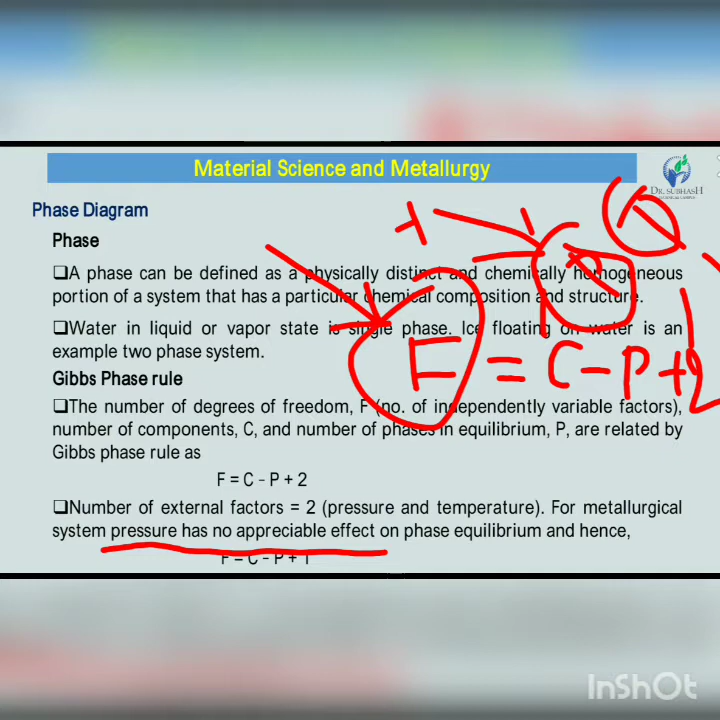 Material Science and Metallurgy
DR. SUBHASH
Phase Diagram
Phase
❑A phase can be defined as a physically distinct and chemically homogeneous
portion of a system that has a particular chemical composition and structure.
❑Water in liquid or vapor state is single phase. Ice floating on water is an
example two phase system.
F = C - P + 2
Gibbs Phase rule
❑The number of degrees of freedom, F (no. of independently variable factors),
number of components, C, and number of phases in equilibrium, P, are related by
Gibbs phase rule as
F = C – P + 2
❑Number of external factors = 2 (pressure and temperature). For metallurgical
system pressure has no appreciable effect on phase equilibrium and hence,
F = C – P + 1
InShOt